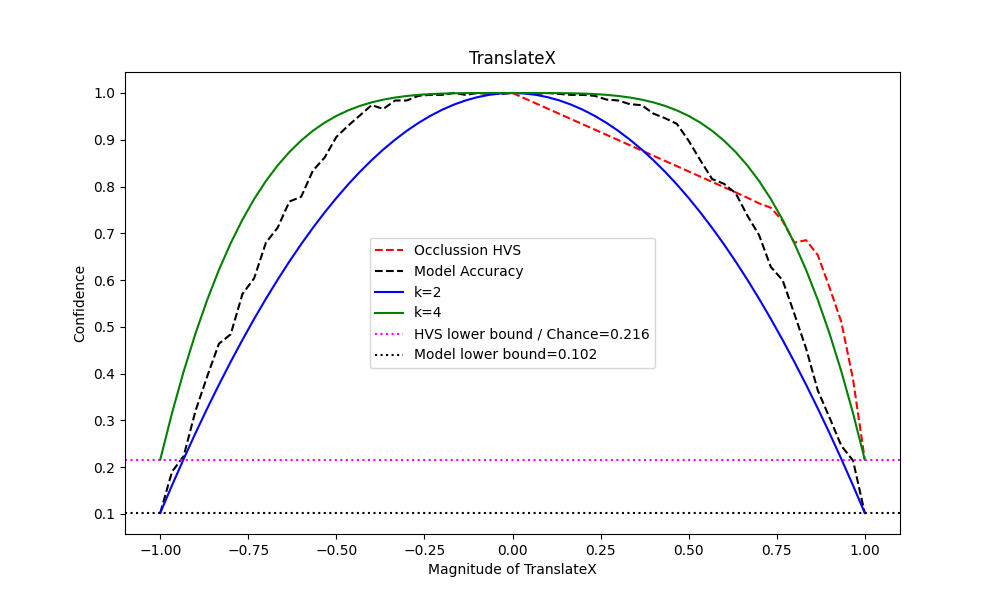 TranslateX
Confidence
1.0
0.9
0.8
0.7
0.6
0.5
0.4
0.3
0.2
0.1
Occlussion HVS
Model Accuracy
k=2
k=4
HVS lower bound / Chance=0.216
Model lower bound=0.102
−1.00 −0.75 −0.50 −0.25 0.00 0.25 0.50 0.75 1.00
Magnitude of TranslateX